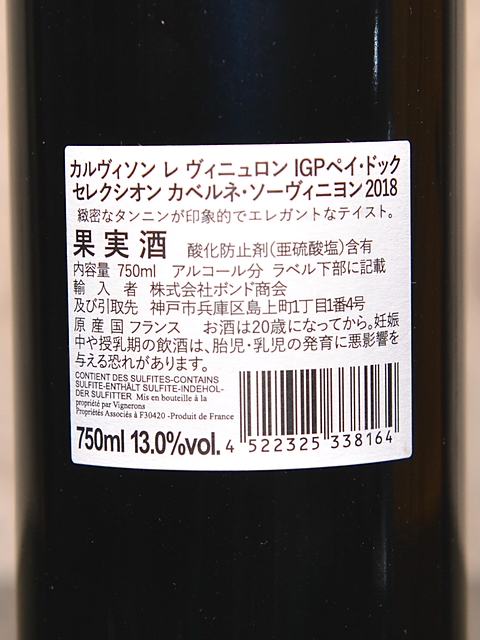 カルヴィソン レ ヴィニュロン IGPペイ・ドック
セレクシオン カベルネ・ソーヴィニヨン2018
緻密なタンニンが印象的でエレガントなテイスト。
果実酒 酸化防止剤(亜硫酸塩)含有
内容量 750ml アルコール分 ラベル下部に記載
輸入者 株式会社ボンド商会
及び引取先 神戸市兵庫区島上町1丁目1番4号
原産国 フランス お酒は20歳になってから。妊娠
中や授乳期の飲酒は、胎児・乳児の発育に悪影響を
与える恐れがあります。
CONTIENT DES SULFITES-CONTAINS
SULFITE-ENTHÄLT SULFITE-INDEHOL-
DER SULFITTER Mis en bouteille à la
propriété par Vignerons
Propriétés Associés à F30420 -Produit de France
750ml 13.0%vol.
4 522325 338164